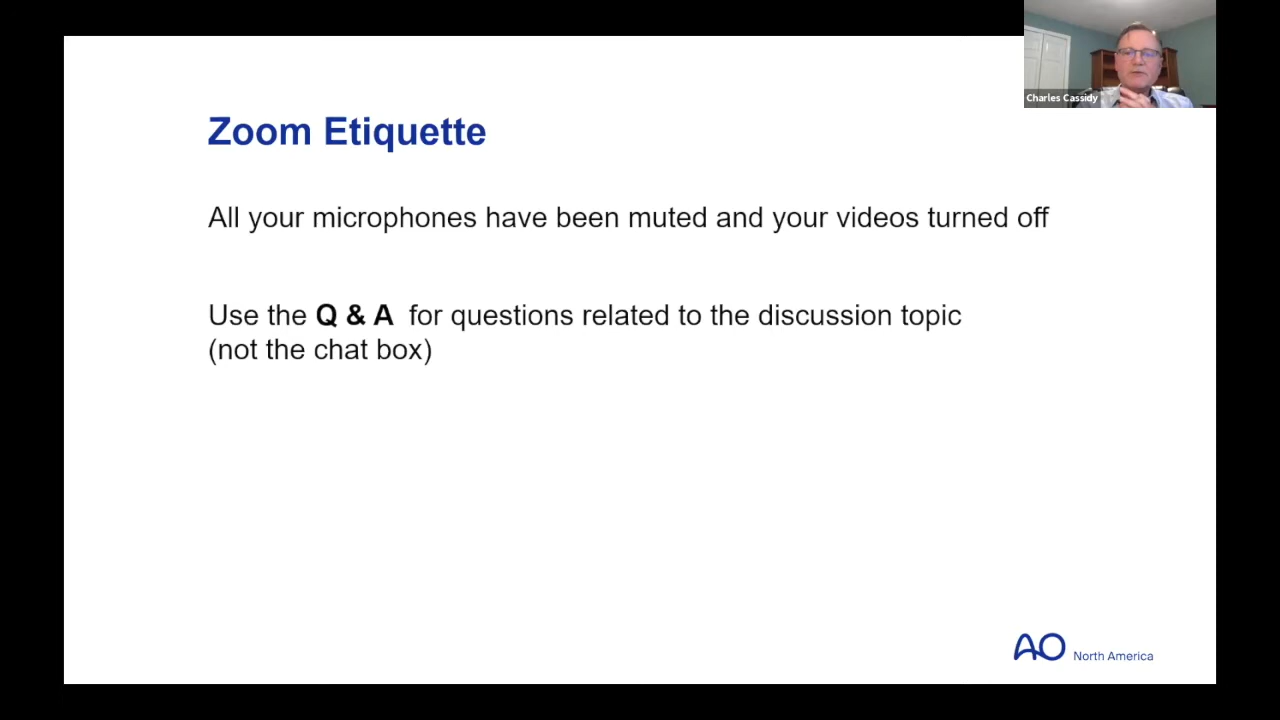 Charles Cassidy
Zoom Etiquette
All your microphones have been muted and your videos turned off
Use the Q & A for questions related to the discussion topic
(not the chat box)
AO North America